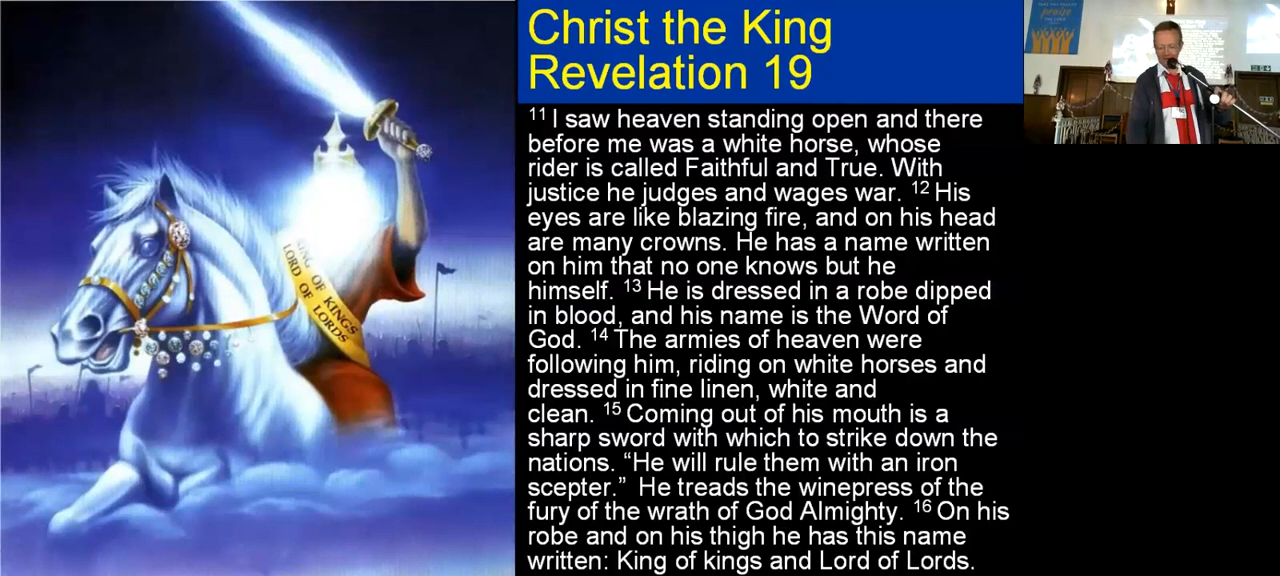 Christ the King
Revelation 19
11 I saw heaven standing open and there
before me was a white horse, whose
rider is called Faithful and True. With
justice he judges and wages war. 12 His
eyes are like blazing fire, and on his head
are many crowns. He has a name written
on him that no one knows but he
himself. 13 He is dressed in a robe dipped
in blood, and his name is the Word of
God. 14 The armies of heaven were
following him, riding on white horses and
dressed in fine linen, white and
clean. 15 Coming out of his mouth is a
sharp sword with which to strike down the
nations. “He will rule them with an iron
scepter.” He treads the winepress of the
fury of the wrath of God Almighty. 16 On his
robe and on his thigh he has this name
written: King of kings and Lord of Lords.
KING OF KINGS
LORD OF LORDS
praise